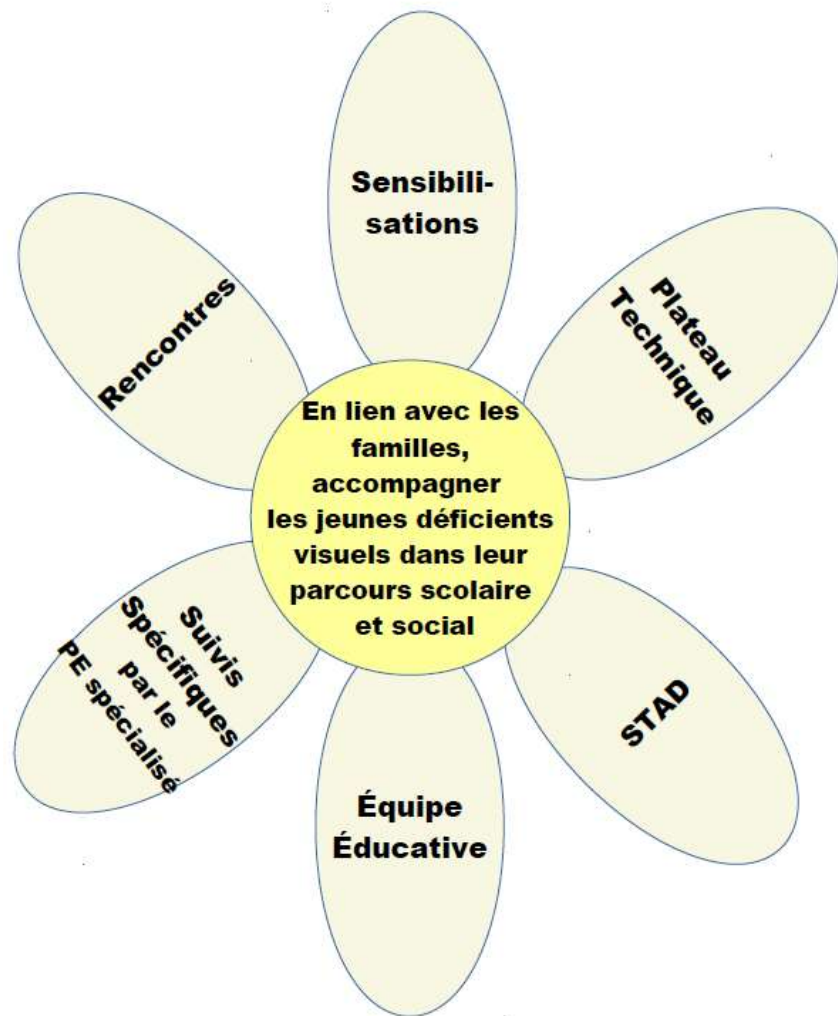 Sensibili-
sations
Plateau
Technique
Rencontres
En lien avec les
familles,
accompagner
les jeunes déficients
visuels dans leur
parcours scolaire
et social
Suivis
Spécifiques
par le
PE spécialisé
STAD
Équipe
Éducative